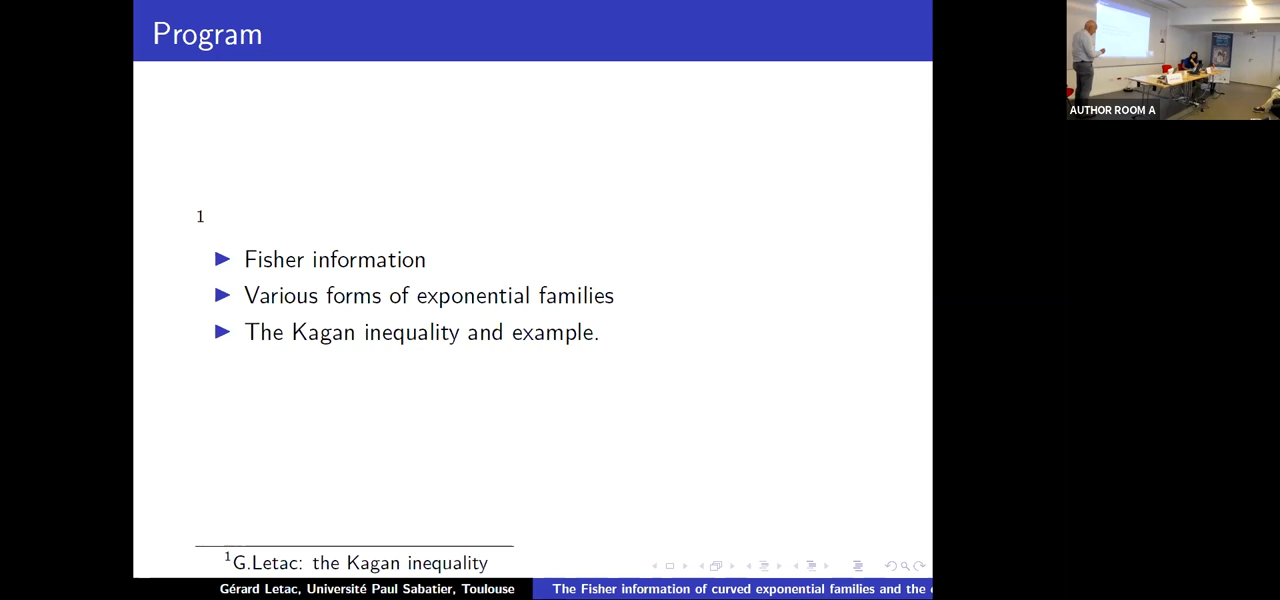 Program
1
Fisher information
Various forms of exponential families
The Kagan inequality and example.
1G.Letac: the Kagan inequality
Gérard Letac, Université Paul Sabatier, Toulouse
The Fisher information of curved exponential families and the
AUTHOR ROOM A